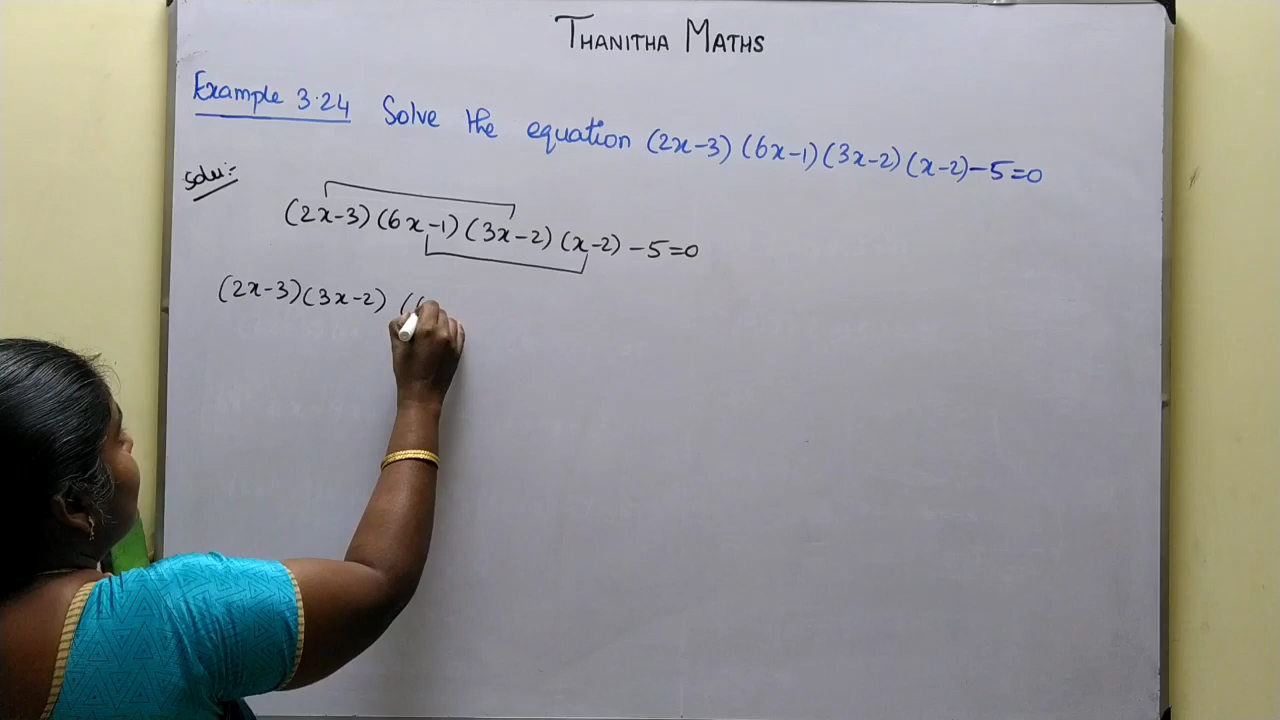 THANITHA MATHS
Example 3.24 Solve the equation (2x-3)(6x-1)(3x-2)(x-2)-5=0
Solu:-
(2x-3)(6x-1)(3x-2)(x-2)-5=0
(2x-3)(3x-2) (